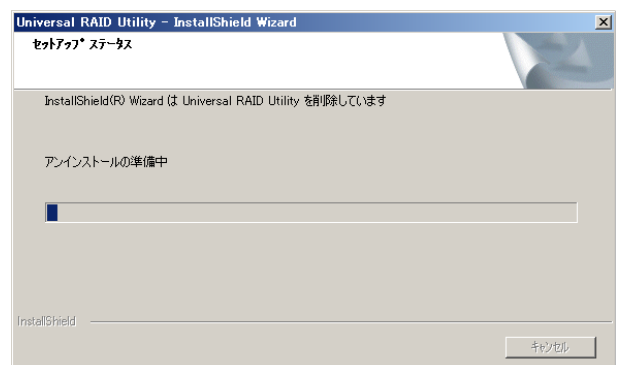 Universal RAID Utility - InstallShield Wizard
セットアップ ステータス
InstallShield(R) Wizard は Universal RAID Utility を削除しています
アンインストールの準備中
InstallShield
キャンセル